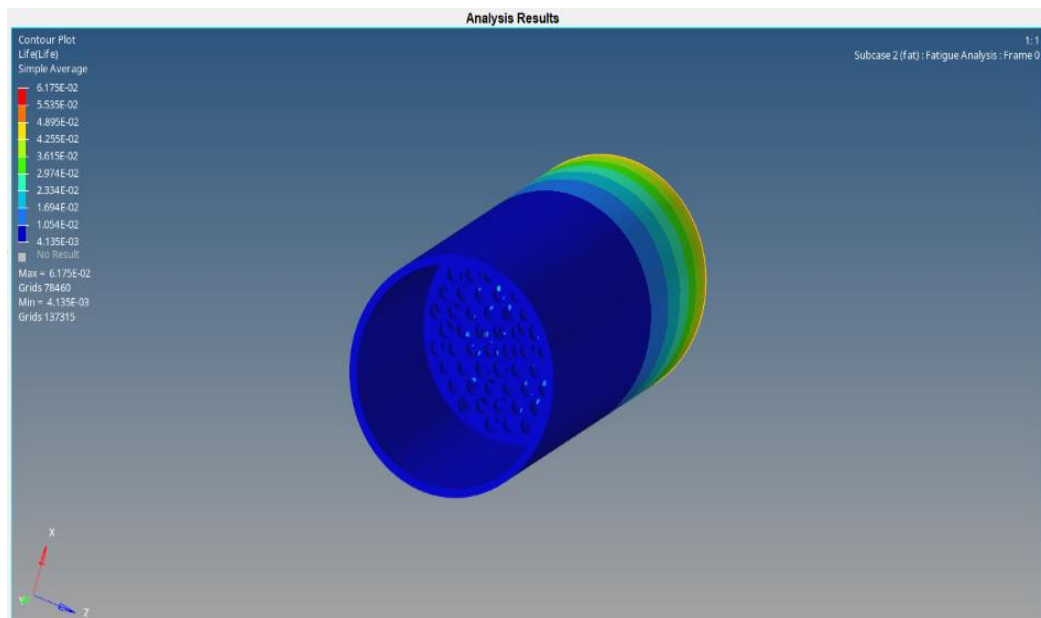 Analysis Results
Contour Plot
Life(Life)
Simple Average
6.175E-02
5.535E-02
4.895E-02
4.255E-02
3.615E-02
2.974E-02
2.334E-02
1.694E-02
1.054E-02
4.135E-03
No Result
Max = 6.175E-02
Grids 78460
Min = 4.135E-03
Grids 137315
1: 1
Subcase 2 (fat) : Fatigue Analysis : Frame 0
X
Y
Z